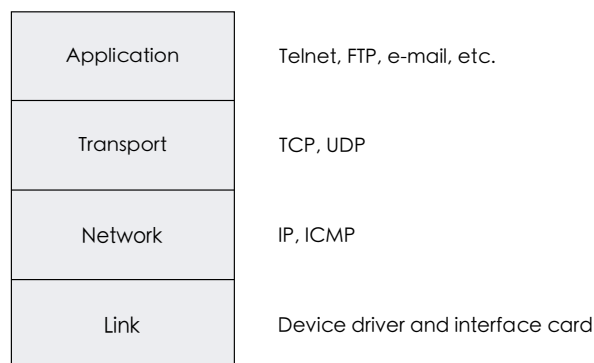 Application Telnet, FTP, e-mail, etc.
Transport TCP, UDP
Network IP, ICMP
Link Device driver and interface card